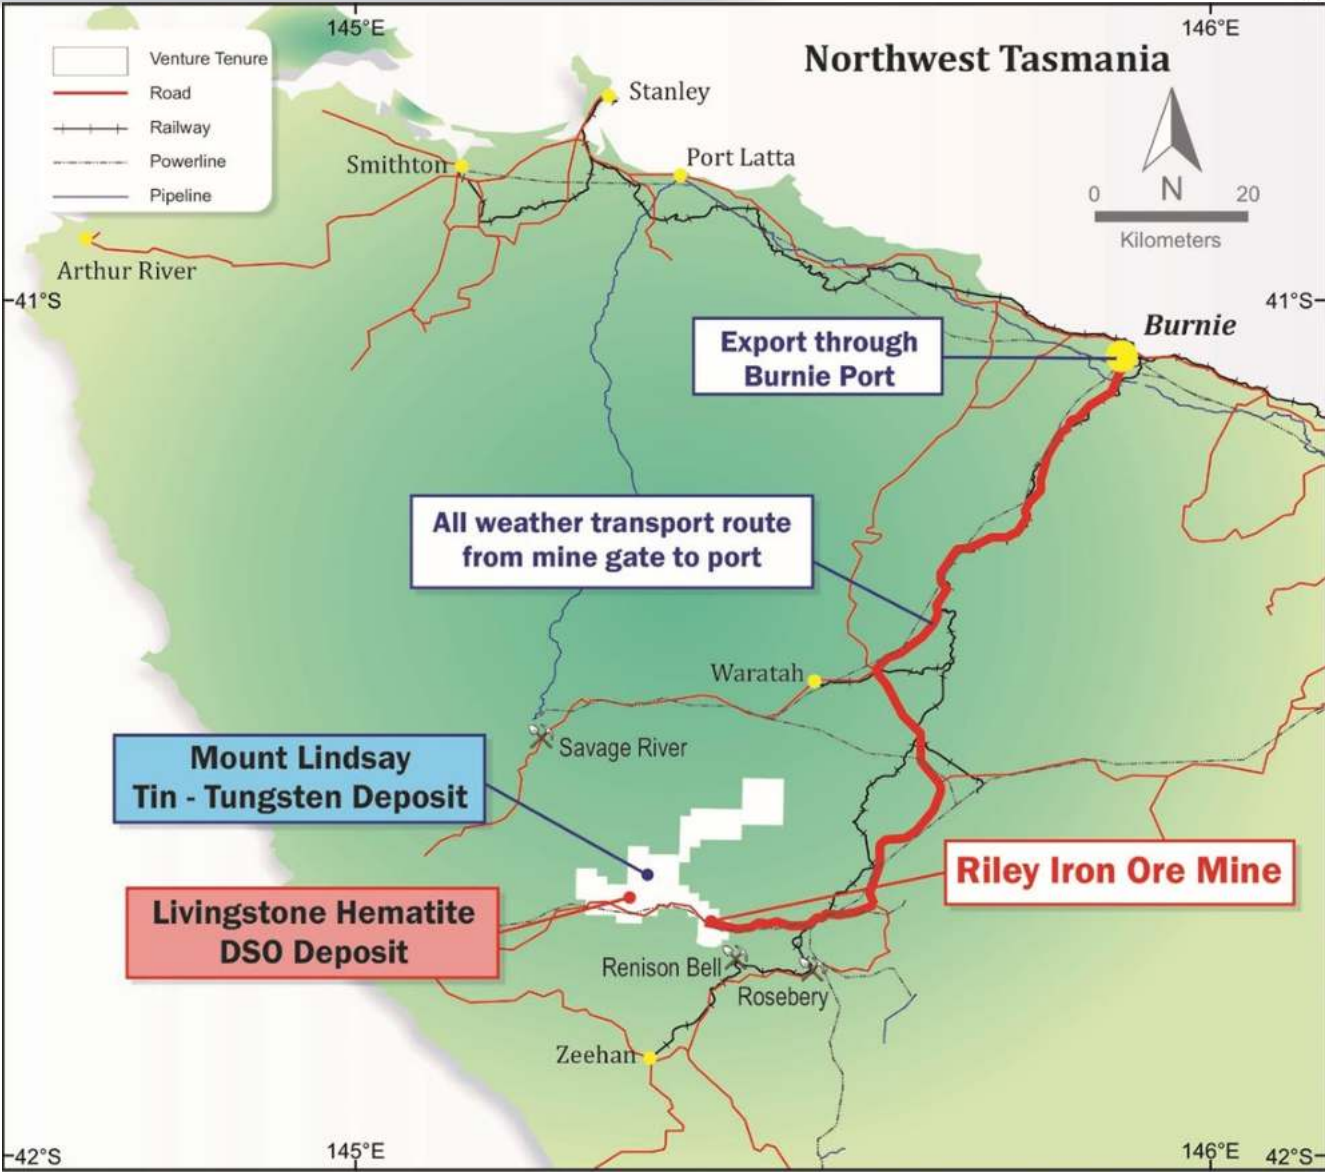 145°E
146°E
Northwest Tasmania
Venture Tenure
Road
Railway
Powerline
Pipeline
Stanley
Smithton
Port Latta
N
0
20
Kilometers
Arthur River
41°S
41°S
Burnie
Export through
Burnie Port
All weather transport route
from mine gate to port
Waratah
Savage River
Mount Lindsay
Tin - Tungsten Deposit
Riley Iron Ore Mine
Livingstone Hematite
DSO Deposit
Renison Bell
Rosebery
Zeehan
42°S
145°E
146°E
42°S